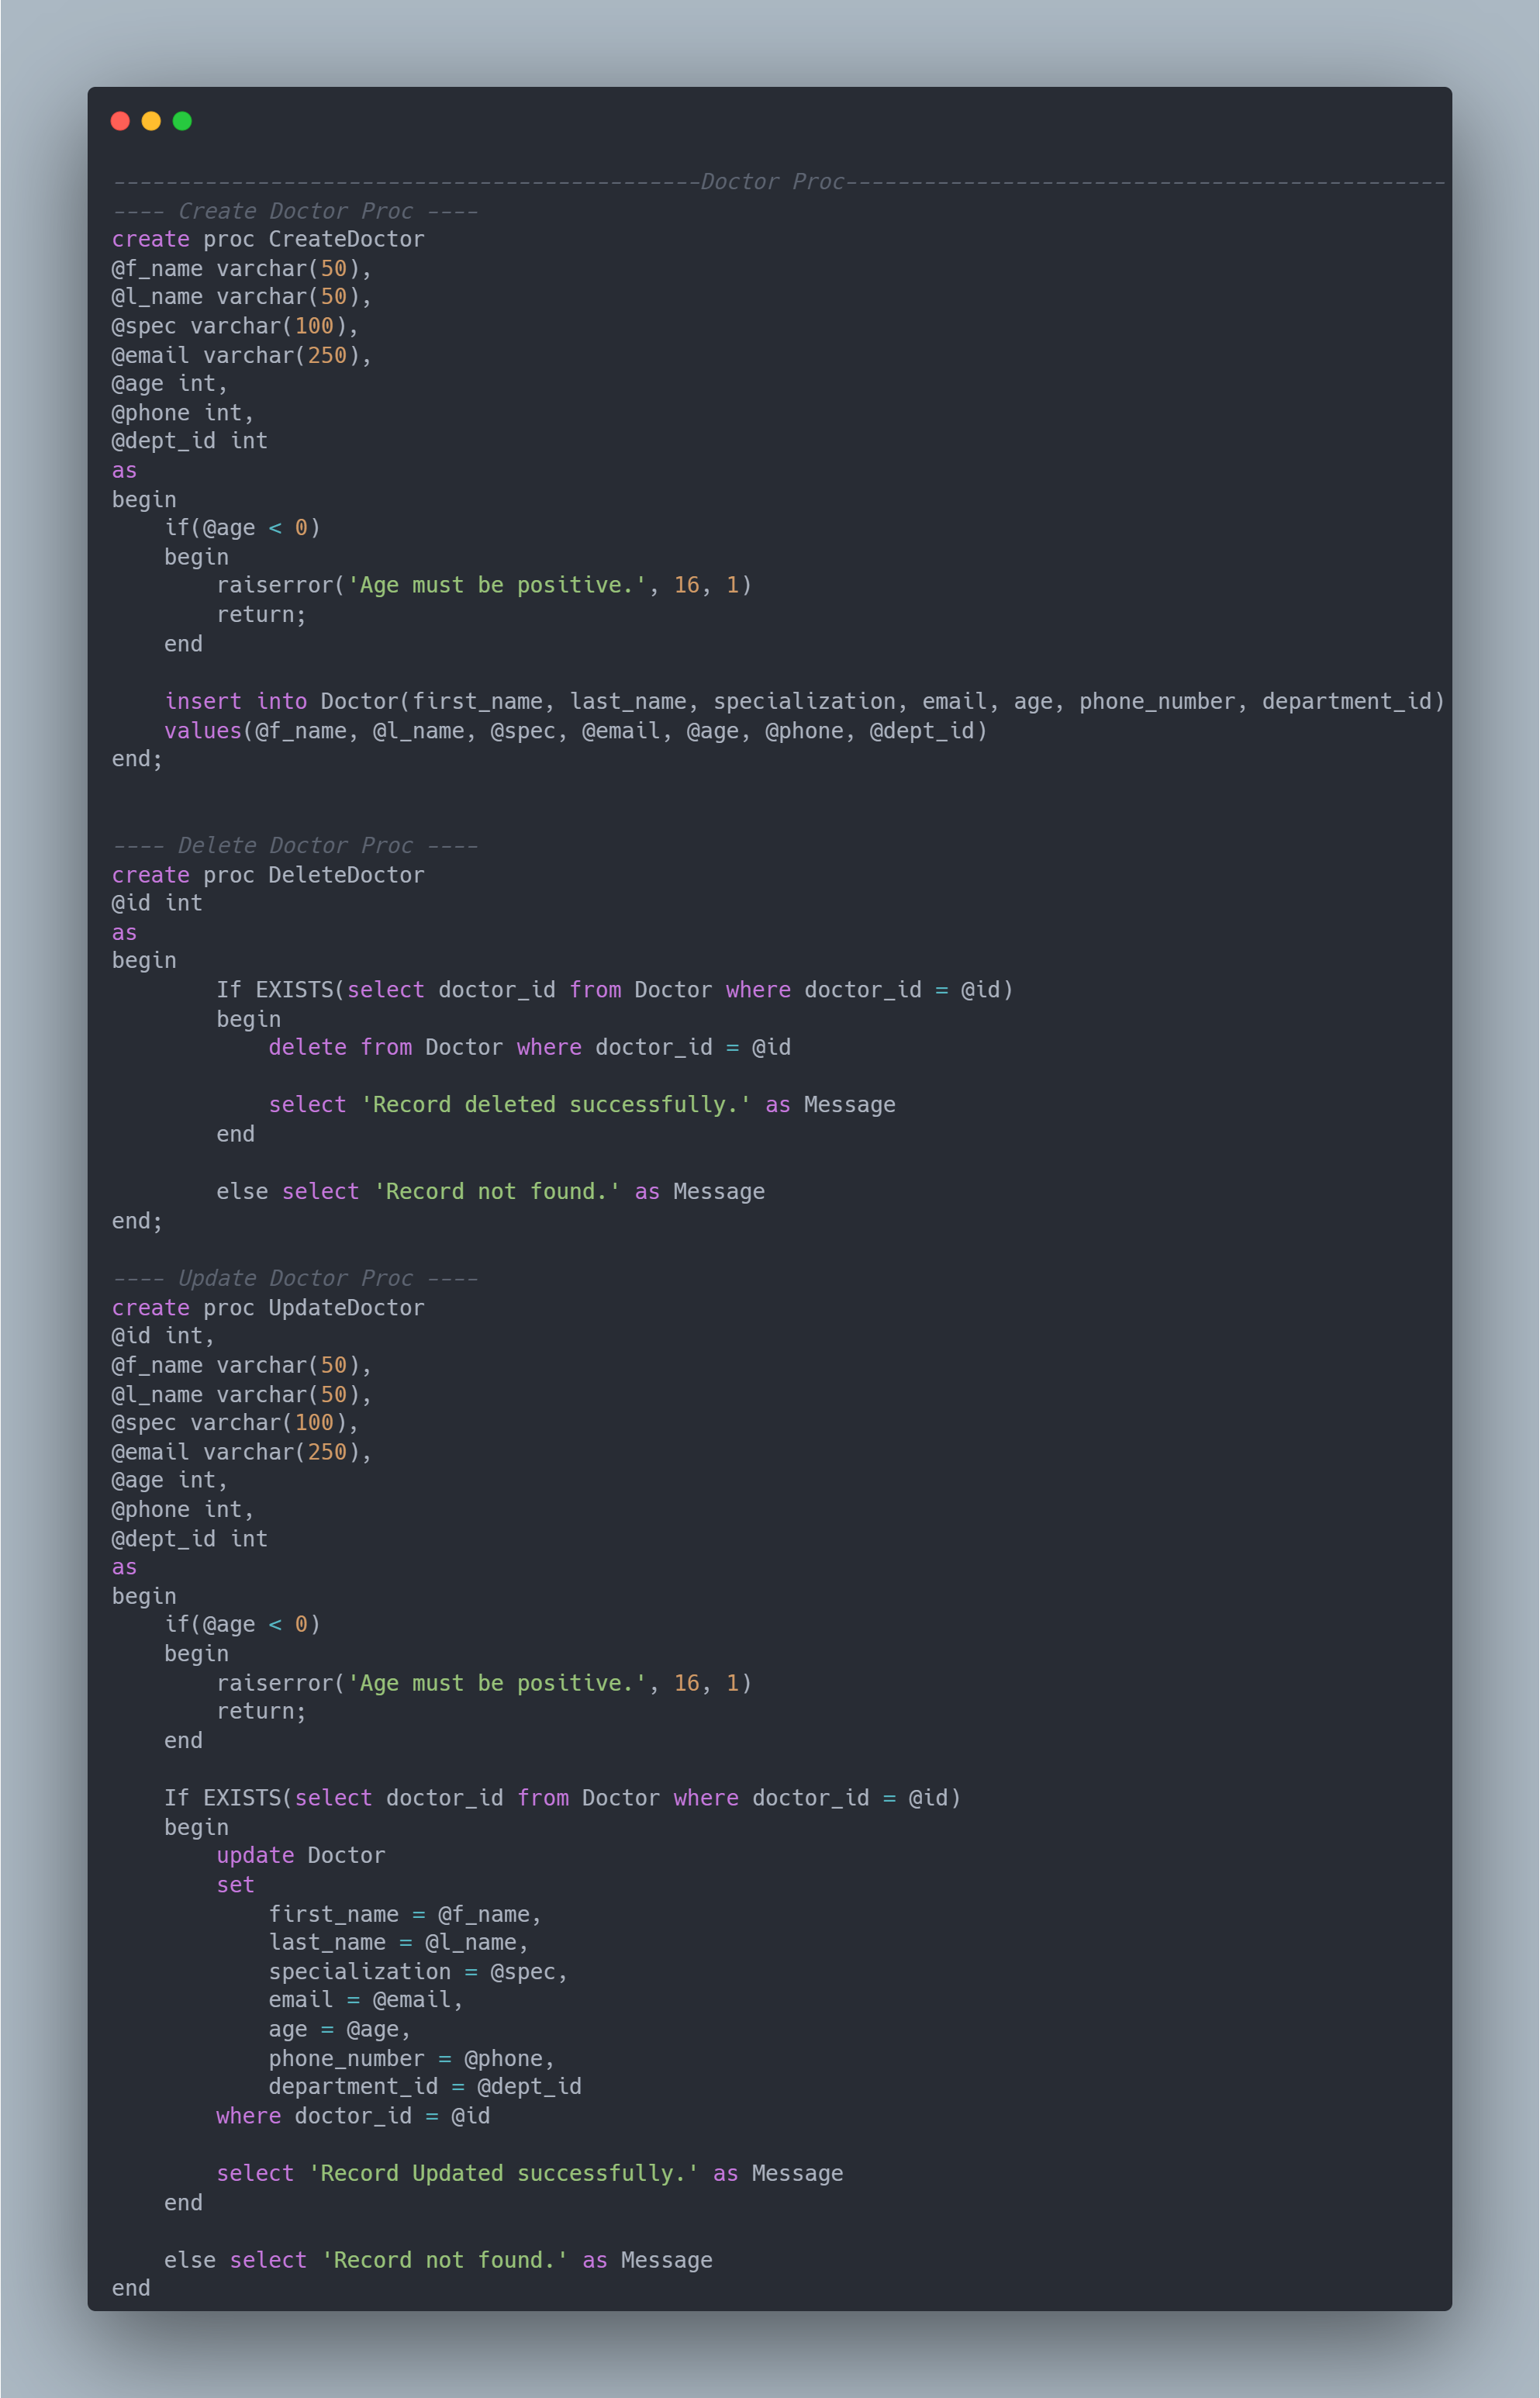 ---------------------------------------------Doctor Proc----------------------------------------------
---- Create Doctor Proc ----
create proc CreateDoctor
@f_name varchar(50),
@l_name varchar(50),
@spec varchar(100),
@email varchar(250),
@age int,
@phone int,
@dept_id int
as
begin
    if(@age < 0)
    begin
        raiserror('Age must be positive.', 16, 1)
        return;
    end

    insert into Doctor(first_name, last_name, specialization, email, age, phone_number, department_id)
    values(@f_name, @l_name, @spec, @email, @age, @phone, @dept_id)
end;


---- Delete Doctor Proc ----
create proc DeleteDoctor
@id int
as
begin
        If EXISTS(select doctor_id from Doctor where doctor_id = @id)
        begin
            delete from Doctor where doctor_id = @id

            select 'Record deleted successfully.' as Message
        end

        else select 'Record not found.' as Message
end;

---- Update Doctor Proc ----
create proc UpdateDoctor
@id int,
@f_name varchar(50),
@l_name varchar(50),
@spec varchar(100),
@email varchar(250),
@age int,
@phone int,
@dept_id int
as
begin
    if(@age < 0)
    begin
        raiserror('Age must be positive.', 16, 1)
        return;
    end

    If EXISTS(select doctor_id from Doctor where doctor_id = @id)
    begin
        update Doctor
        set
            first_name = @f_name,
            last_name = @l_name,
            specialization = @spec,
            email = @email,
            age = @age,
            phone_number = @phone,
            department_id = @dept_id
        where doctor_id = @id

        select 'Record Updated successfully.' as Message
    end

    else select 'Record not found.' as Message
end